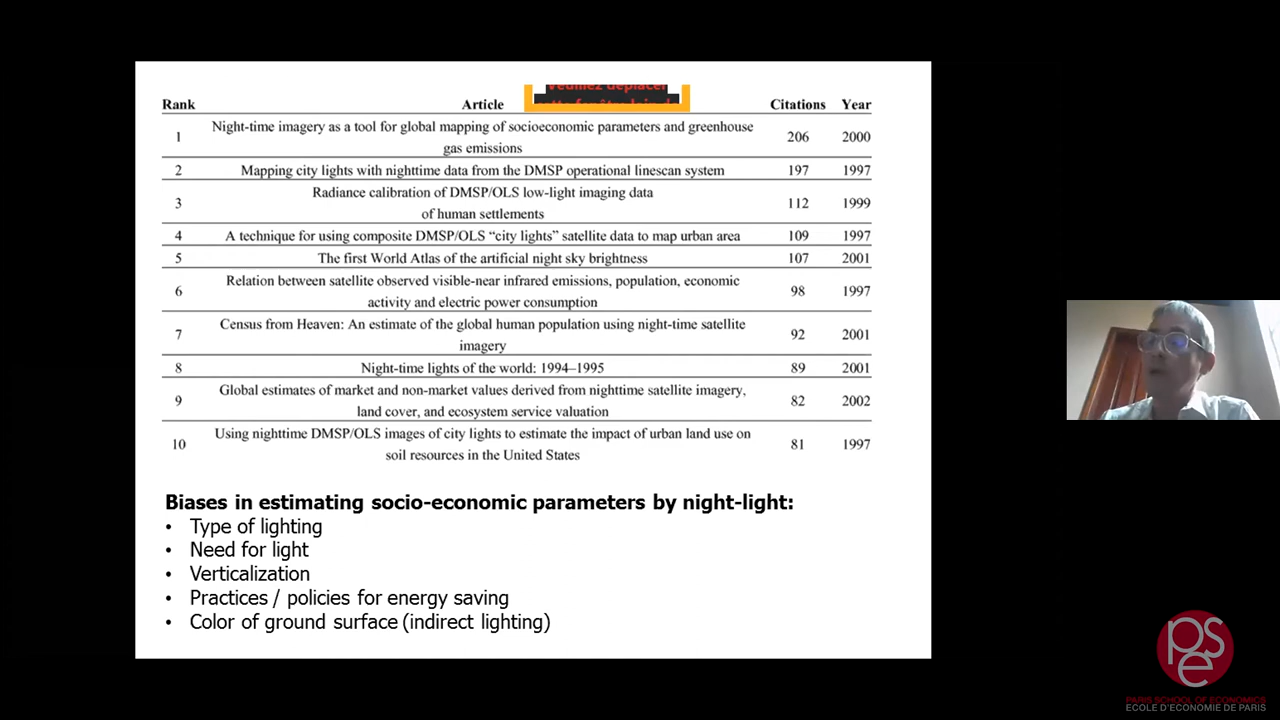 Veuillez déplacer
Rank Article Citations Year
1 Night-time imagery as a tool for global mapping of socioeconomic parameters and greenhouse gas emissions 206 2000
2 Mapping city lights with nighttime data from the DMSP operational linescan system 197 1997
3 Radiance calibration of DMSP/OLS low-light imaging data of human settlements 112 1999
4 A technique for using composite DMSP/OLS “city lights” satellite data to map urban area 109 1997
5 The first World Atlas of the artificial night sky brightness 107 2001
6 Relation between satellite observed visible-near infrared emissions, population, economic activity and electric power consumption 98 1997
7 Census from Heaven: An estimate of the global human population using night-time satellite imagery 92 2001
8 Night-time lights of the world: 1994–1995 89 2001
9 Global estimates of market and non-market values derived from nighttime satellite imagery, land cover, and ecosystem service valuation 82 2002
10 Using nighttime DMSP/OLS images of city lights to estimate the impact of urban land use on soil resources in the United States 81 1997
Biases in estimating socio-economic parameters by night-light:
• Type of lighting
• Need for light
• Verticalization
• Practices / policies for energy saving
• Color of ground surface (indirect lighting)
pse
PARIS SCHOOL OF ECONOMICS
ECOLE D'ECONOMIE DE PARIS